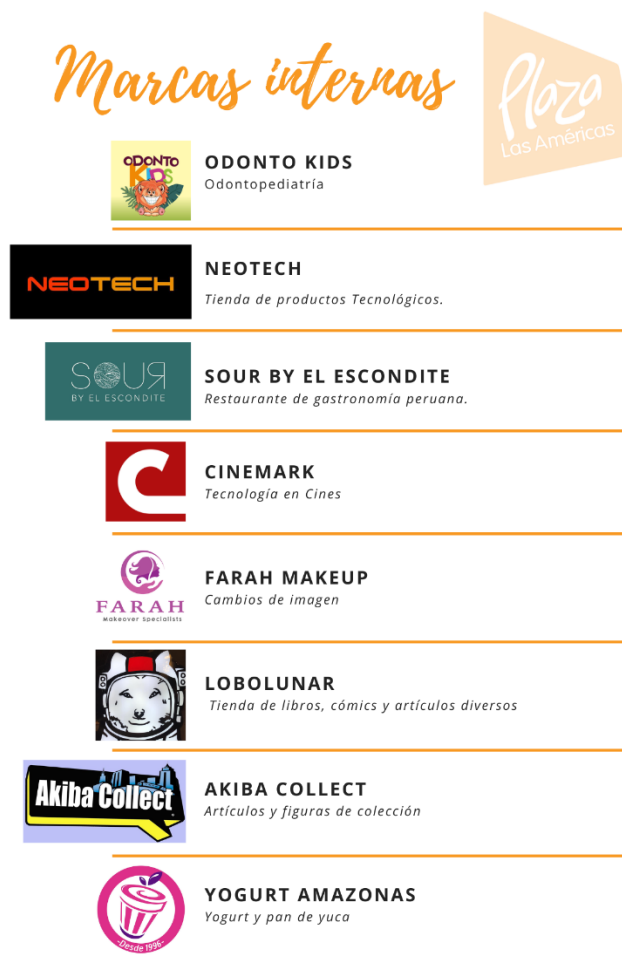 Marcas internas
Plaza
Las Américas
ODONTO
KIDS
ODONTO KIDS
Odontopediatría
NEOTECH
NEOTECH
Tienda de productos Tecnológicos.
SOUR
BY EL ESCONDITE
SOUR BY EL ESCONDITE
Restaurante de gastronomía peruana.
C
CINEMARK
Tecnología en Cines
FARAH
Makeover Specialists
FARAH MAKEUP
Cambios de imagen
LOBOLUNAR
Tienda de libros, cómics y artículos diversos
Akiba Collect
AKIBA COLLECT
Artículos y figuras de colección
-Desde 1996-
YOGURT AMAZONAS
Yogurt y pan de yuca